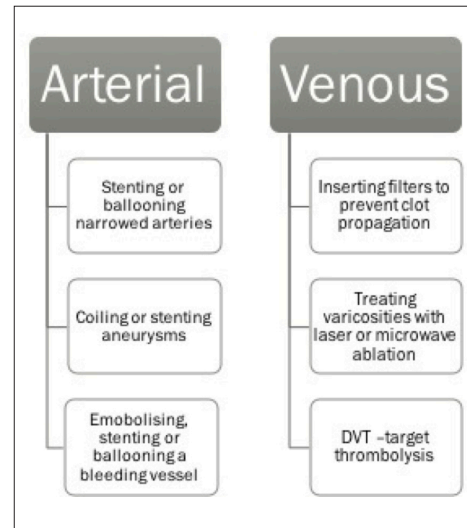 Arterial
Stenting or
ballooning
narrowed arteries
Coiling or stenting
aneurysms
Emobolising,
stenting or
ballooning a
bleeding vessel
Venous
Inserting filters to
prevent clot
propagation
Treating
varicosities with
laser or microwave
ablation
DVT –target
thrombolysis